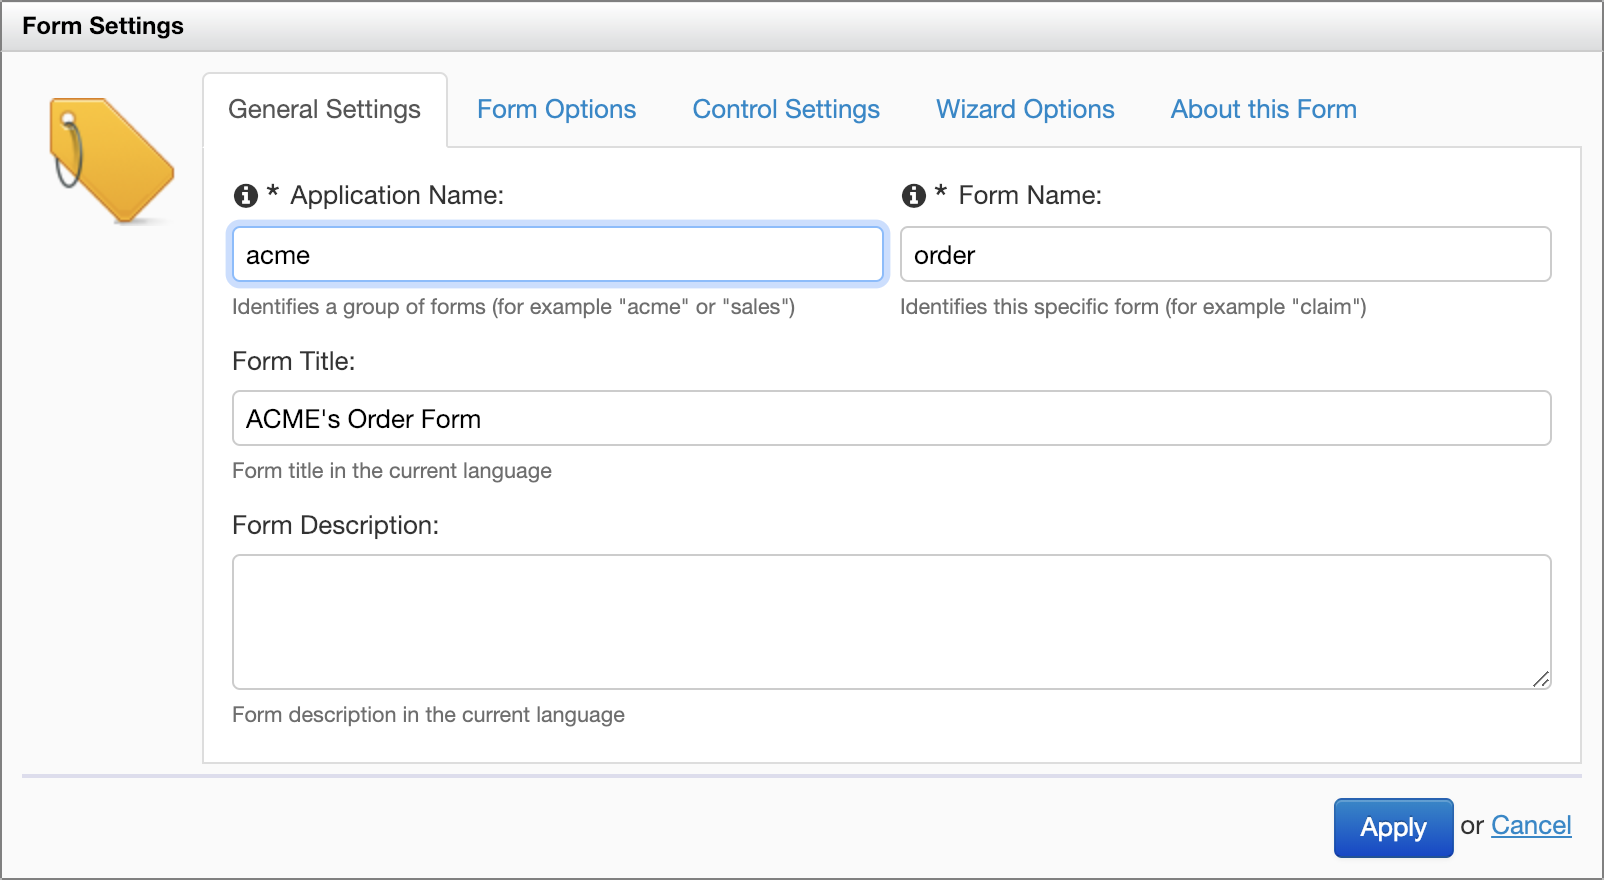 Form Settings
General Settings Form Options Control Settings Wizard Options About this Form
* Application Name: * Form Name:
acme order
Identifies a group of forms (for example "acme" or "sales") Identifies this specific form (for example "claim")
Form Title:
ACME's Order Form
Form title in the current language
Form Description:
Form description in the current language
Apply or Cancel